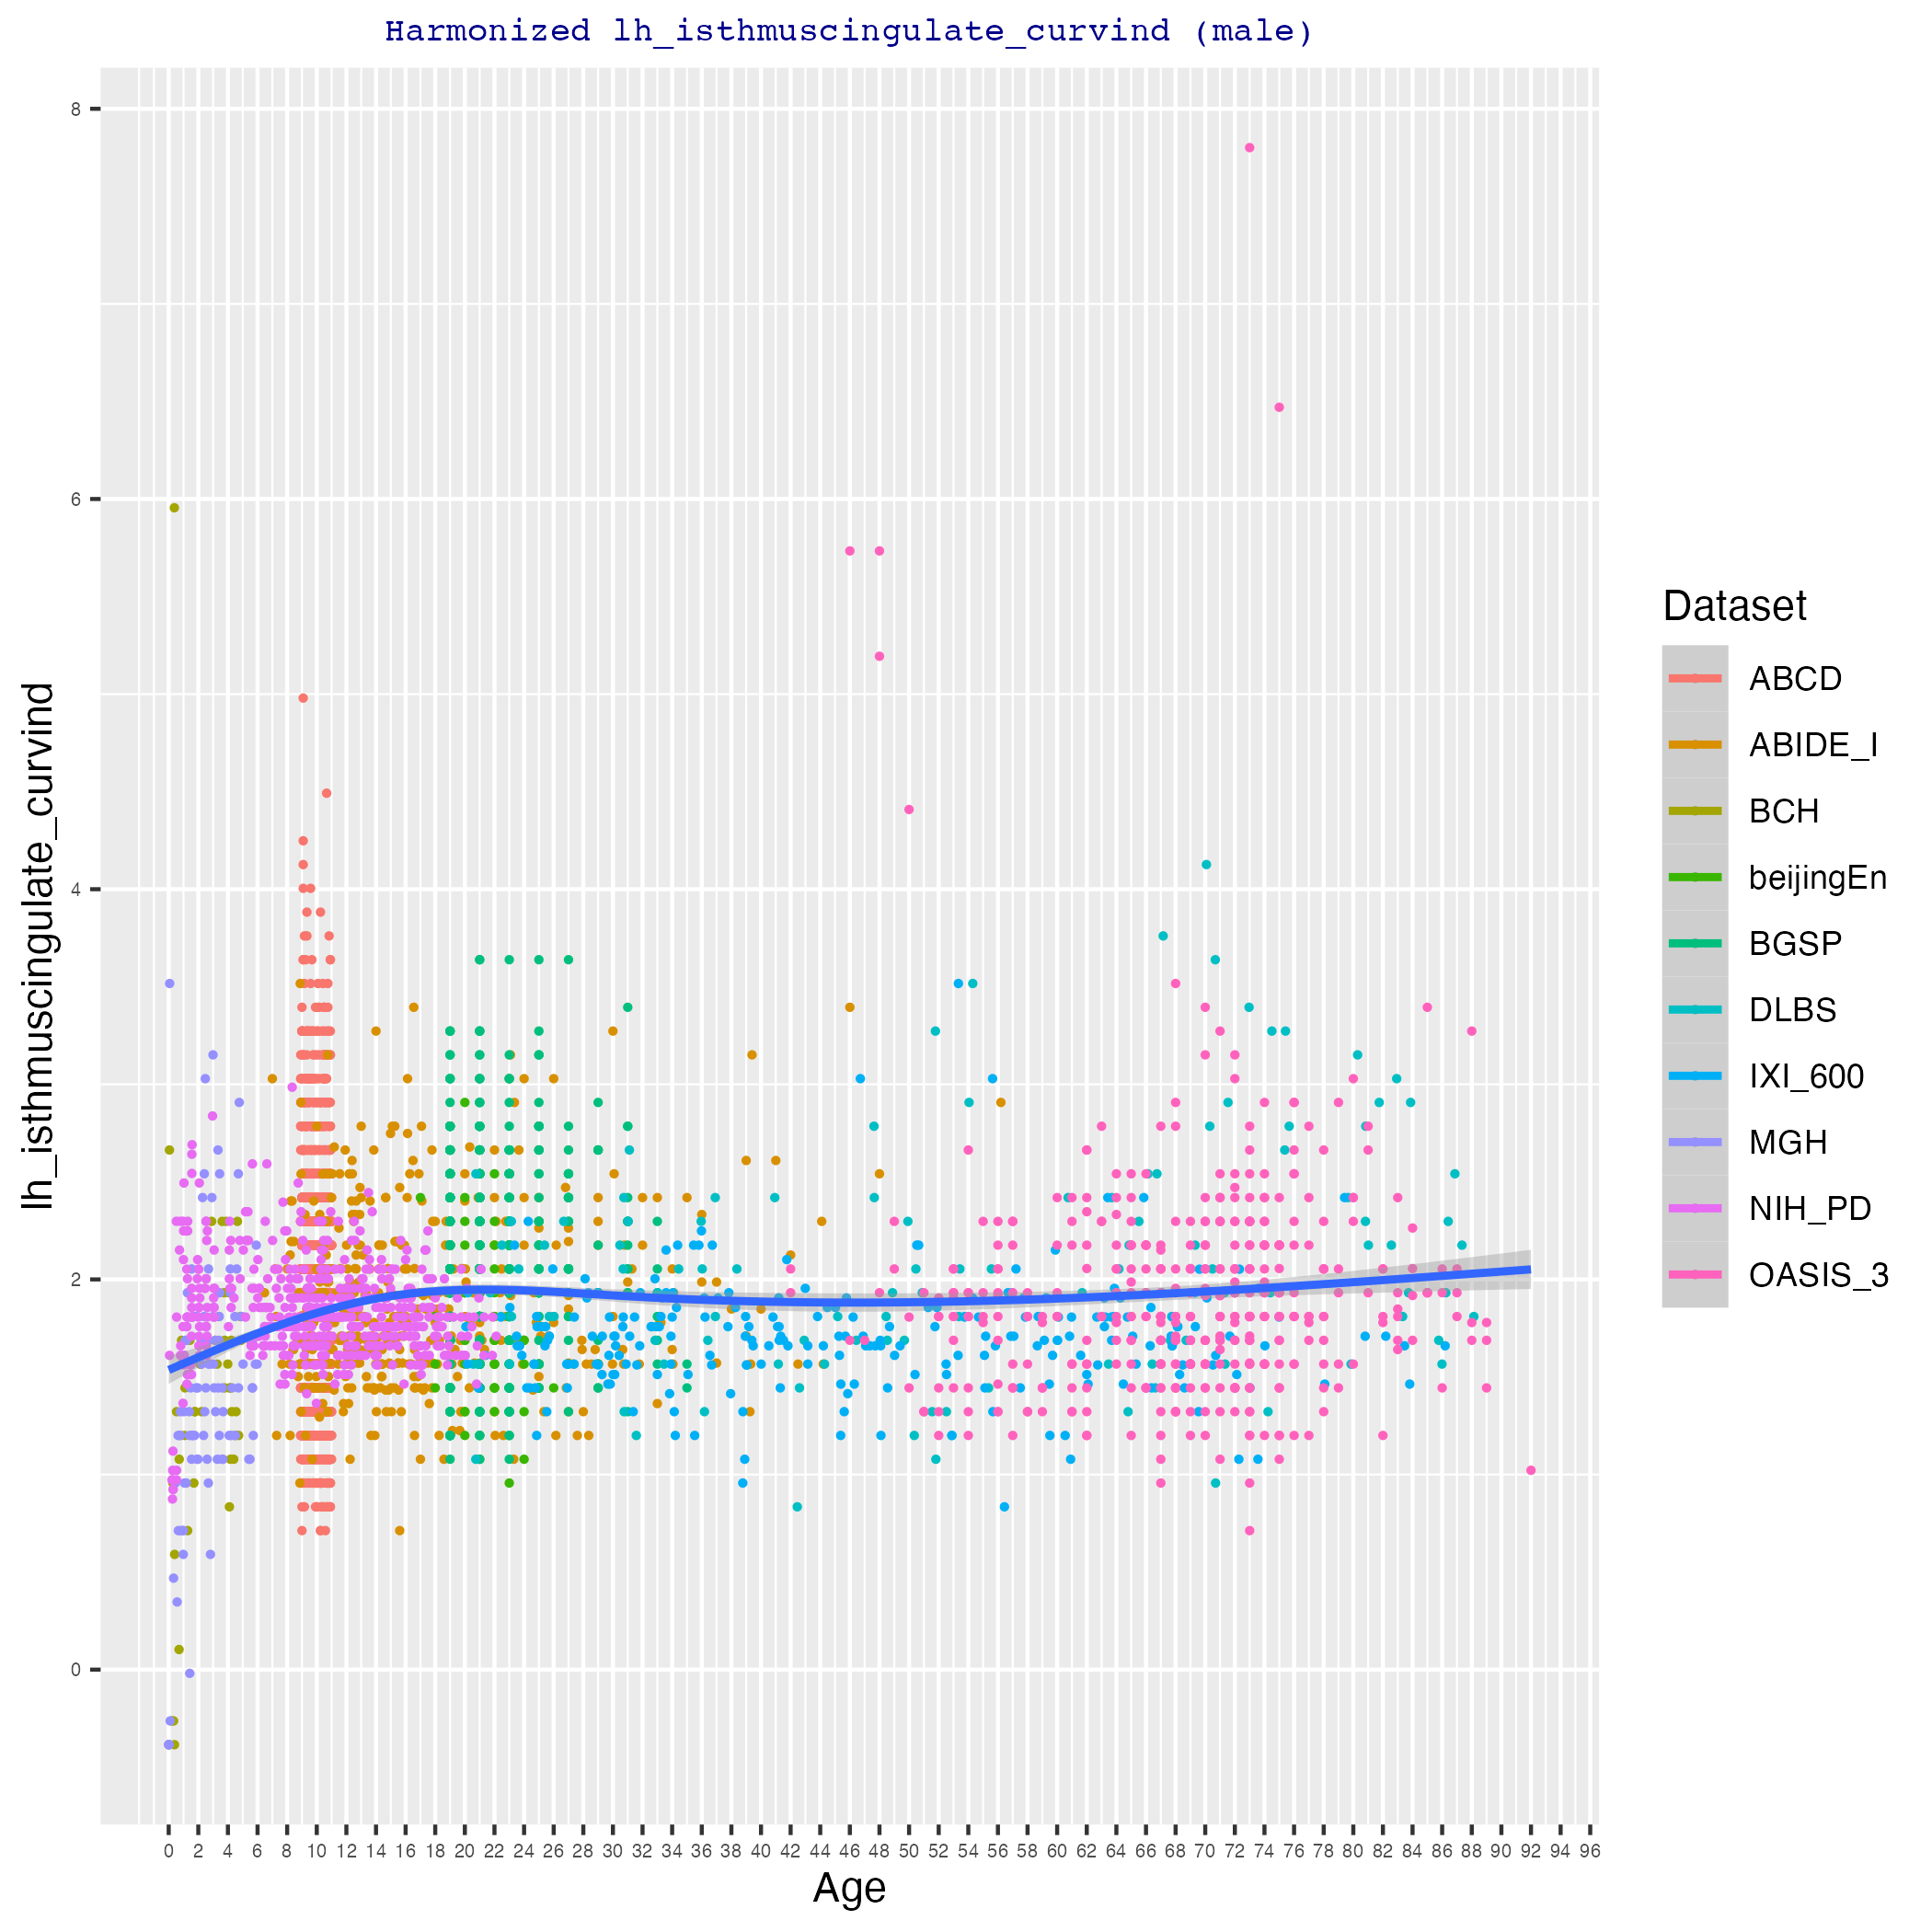 Harmonized lh_isthmuscingulate_curvind (male)
8
6
4
2
0
lh_isthmuscingulate_curvind
0 2 4 6 8 10 12 14 16 18 20 22 24 26 28 30 32 34 36 38 40 42 44 46 48 50 52 54 56 58 60 62 64 66 68 70 72 74 76 78 80 82 84 86 88 90 92 94 96
Age
Dataset
ABCD
ABIDE_I
BCH
beijingEn
BGSP
DLBS
IXI_600
MGH
NIH_PD
OASIS_3